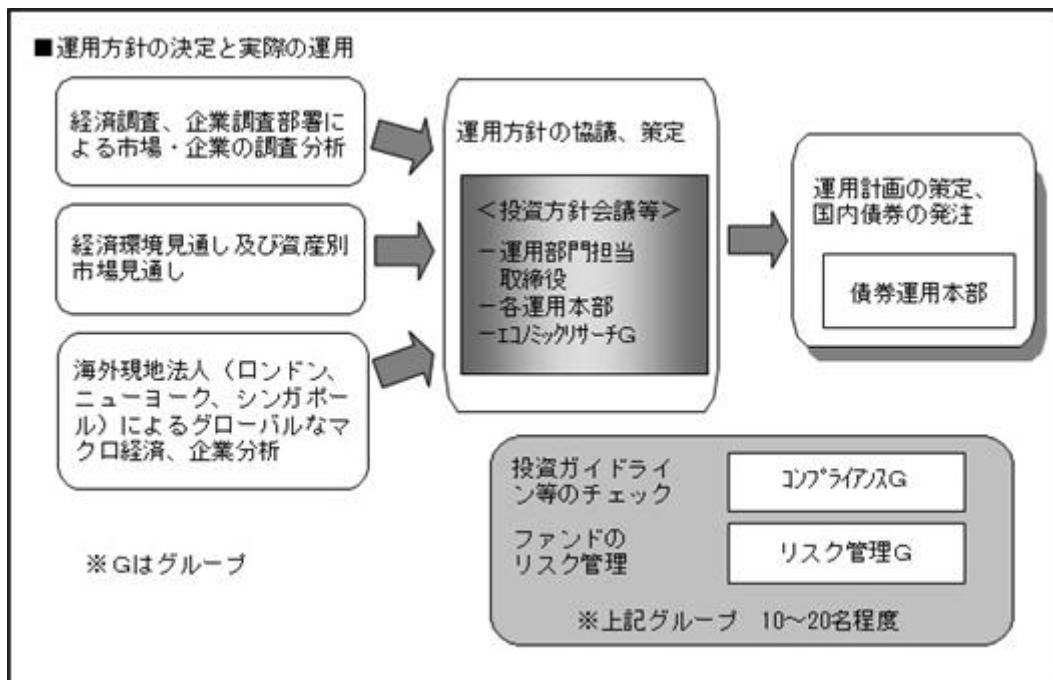 ■運用方針の決定と実際の運用
経済調査、企業調査部署に
よる市場・企業の調査分析
経済環境見通し及び資産別
市場見通し
海外現地法人（ロンドン、
ニューヨーク、シンガポー
ル）によるグローバルなマ
クロ経済、企業分析
運用方針の協議、策定
＜投資方針会議等＞
－運用部門担当
取締役
－各運用本部
－ｴｺﾉﾐｯｸﾘｻｰﾁG
運用計画の策定、
国内債券の発注
債券運用本部
投資ガイドライ
ン等のチェック
ｺﾝﾌﾟﾗｲｱﾝｽG
ファンドの
リスク管理
リスク管理G
※上記グループ　10～20名程度
※Gはグループ